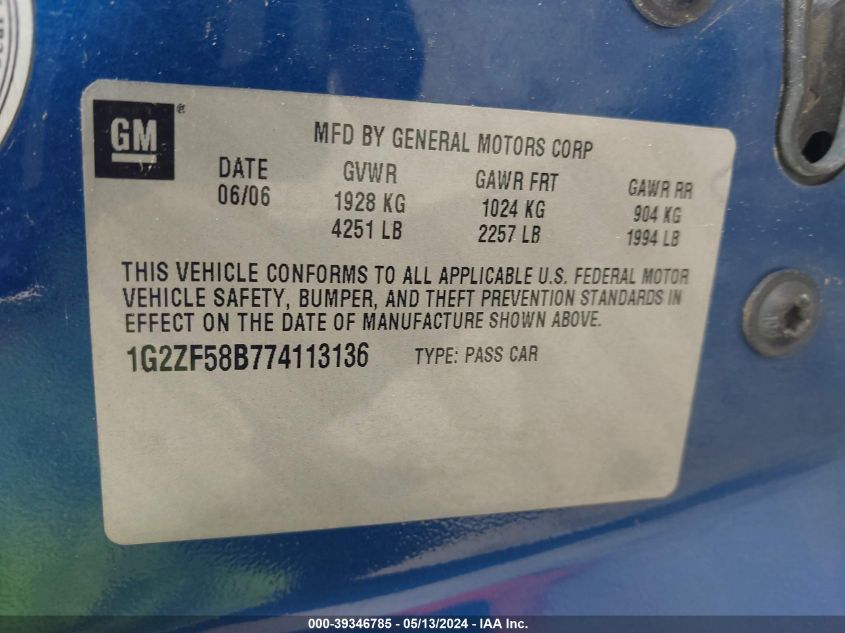 GM ®
MFD BY GENERAL MOTORS CORP
DATE GVWR GAWR FRT GAWR RR
06/06 1928 KG 1024 KG 904 KG
4251 LB 2257 LB 1994 LB
THIS VEHICLE CONFORMS TO ALL APPLICABLE U.S. FEDERAL MOTOR
VEHICLE SAFETY, BUMPER, AND THEFT PREVENTION STANDARDS IN
EFFECT ON THE DATE OF MANUFACTURE SHOWN ABOVE.
1G2ZF58B774113136 TYPE: PASS CAR
000-39346785 - 05/13/2024 - IAA Inc.